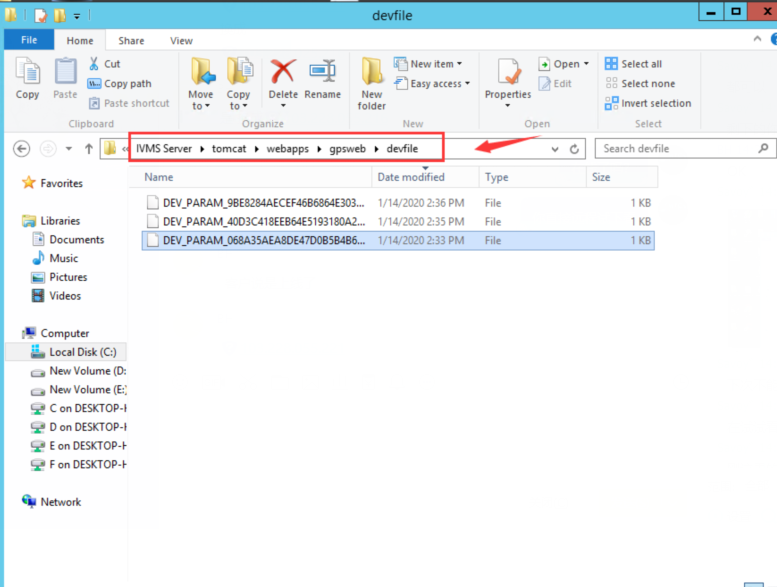 devfile
File Home Share View
Copy
Paste
Cut
Copy path
Paste shortcut
Clipboard
Move to
Copy to
Delete
Rename
Organize
New folder
New item
Easy access
New
Properties
Open
Edit
Open
Select all
Select none
Invert selection
Select
IVMS Server tomcat webapps gpsweb devfile
Search devfile
Name Date modified Type Size
DEV_PARAM_9BE8284AECEF46B6864E303... 1/14/2020 2:36 PM File 1 KB
DEV_PARAM_40D3C418EEB64E5193180A2... 1/14/2020 2:35 PM File 1 KB
DEV_PARAM_068A35AEA8DE47D0B5B4B6... 1/14/2020 2:33 PM File 1 KB
Favorites
Libraries
Documents
Music
Pictures
Videos
Computer
Local Disk (C:)
New Volume (D:
New Volume (E:
C on DESKTOP-H
D on DESKTOP-H
E on DESKTOP-H
F on DESKTOP-H
Network